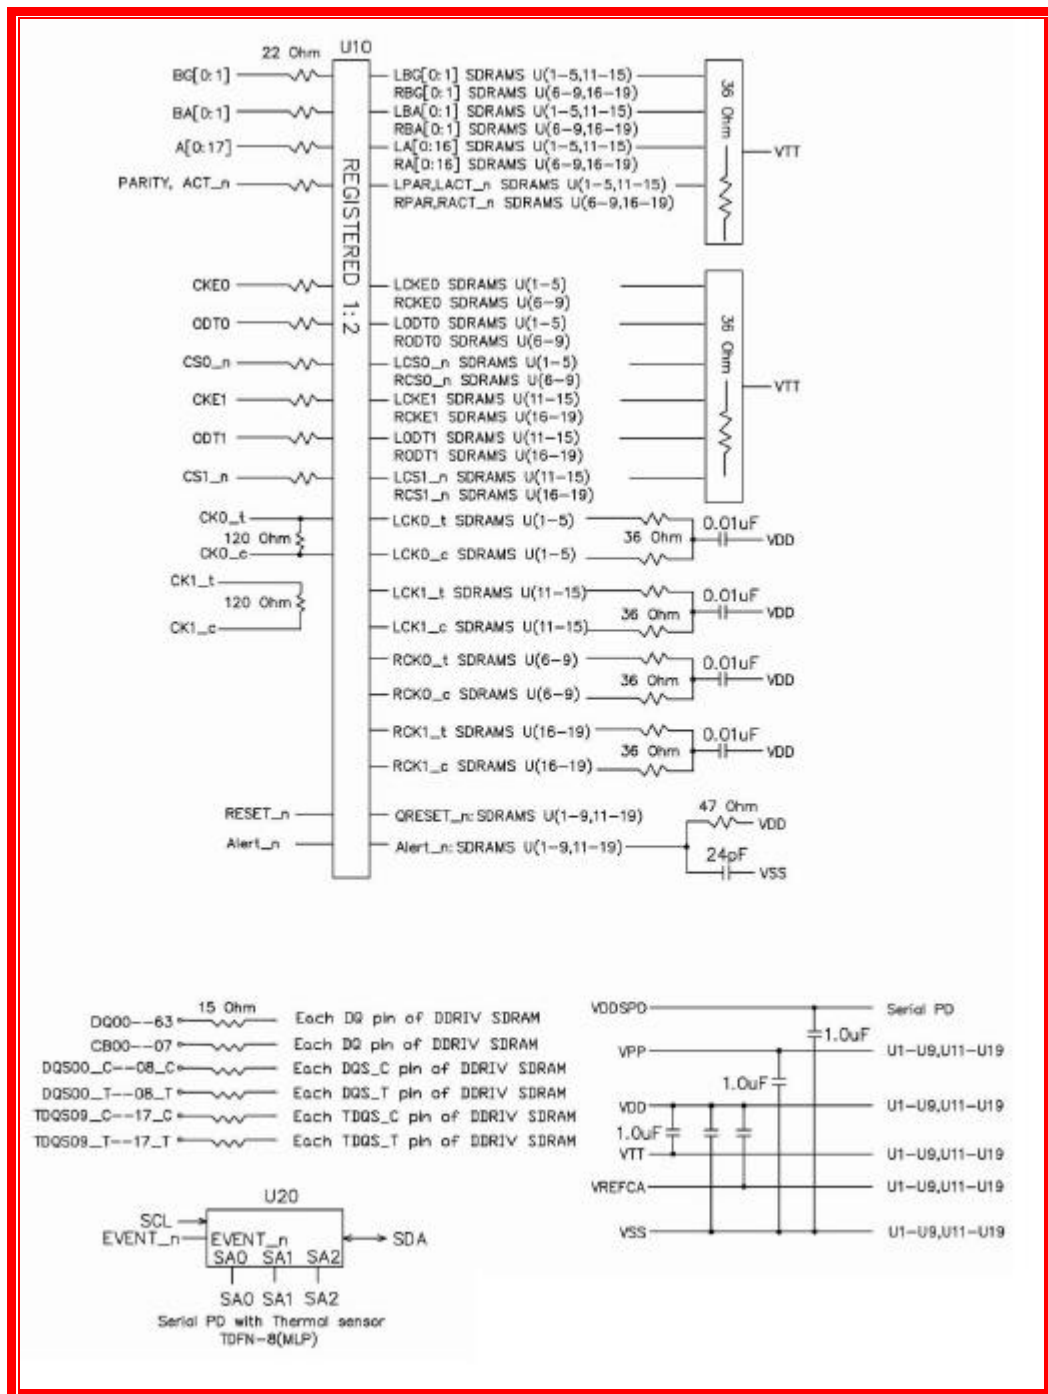 22 Ohm U10
BG[0:1] LBG[0:1] SDRAMS U(1-5,11-15)
RBG[0:1] SDRAMS U(6-9,16-19)
BA[0:1] LBA[0:1] SDRAMS U(1-5,11-15)
RBA[0:1] SDRAMS U(6-9,16-19)
A[0:17] LA[0:16] SDRAMS U(1-5,11-15)
RA[0:16] SDRAMS U(6-9,16-19)
PARITY, ACT_n LPAR,LACT_n SDRAMS U(1-5,11-15)
RPAR,RACT_n SDRAMS U(6-9,16-19)
36 Ohm
VTT
REGISTERED 1:2
CKE0 LCKE0 SDRAMS U(1-5)
RCKE0 SDRAMS U(6-9)
ODT0 LODT0 SDRAMS U(1-5)
RODT0 SDRAMS U(6-9)
CS0_n LCS0_n SDRAMS U(1-5)
RCS0_n SDRAMS U(6-9)
CKE1 LCKE1 SDRAMS U(11-15)
RCKE1 SDRAMS U(16-19)
ODT1 LODT1 SDRAMS U(11-15)
RODT1 SDRAMS U(16-19)
CS1_n LCS1_n SDRAMS U(11-15)
RCS1_n SDRAMS U(16-19)
36 Ohm
VTT
CK0_t LCK0_t SDRAMS U(1-5)
120 Ohm 36 Ohm 0.01uF VDD
CK0_c LCK0_c SDRAMS U(1-5)
CK1_t LCK1_t SDRAMS U(11-15)
120 Ohm 36 Ohm 0.01uF VDD
CK1_c LCK1_c SDRAMS U(11-15)
RCK0_t SDRAMS U(6-9)
36 Ohm 0.01uF VDD
RCK0_c SDRAMS U(6-9)
RCK1_t SDRAMS U(16-19)
36 Ohm 0.01uF VDD
RCK1_c SDRAMS U(16-19)
RESET_n QRESET_n: SDRAMS U(1-9,11-19)
47 Ohm VDD
Alert_n Alert_n: SDRAMS U(1-9,11-19)
24pF VSS
15 Ohm
DQ00--63 Each DQ pin of DDRIV SDRAM
CB00--07 Each DQ pin of DDRIV SDRAM
DQS00_C--08_C Each DQS_C pin of DDRIV SDRAM
DQS00_T--08_T Each DQS_T pin of DDRIV SDRAM
TDQS09_C--17_C Each TDQS_C pin of DDRIV SDRAM
TDQS09_T--17_T Each TDQS_T pin of DDRIV SDRAM
VDDSPD Serial PD
1.0uF
VPP U1-U9,U11-U19
1.0uF
VDD U1-U9,U11-U19
1.0uF
VTT U1-U9,U11-U19
VREFCA U1-U9,U11-U19
VSS U1-U9,U11-U19
U20
SCL
EVENT_n EVENT_n SDA
SA0 SA1 SA2
SA0 SA1 SA2
Serial PD with Thermal sensor
TDFN-8(MLP)